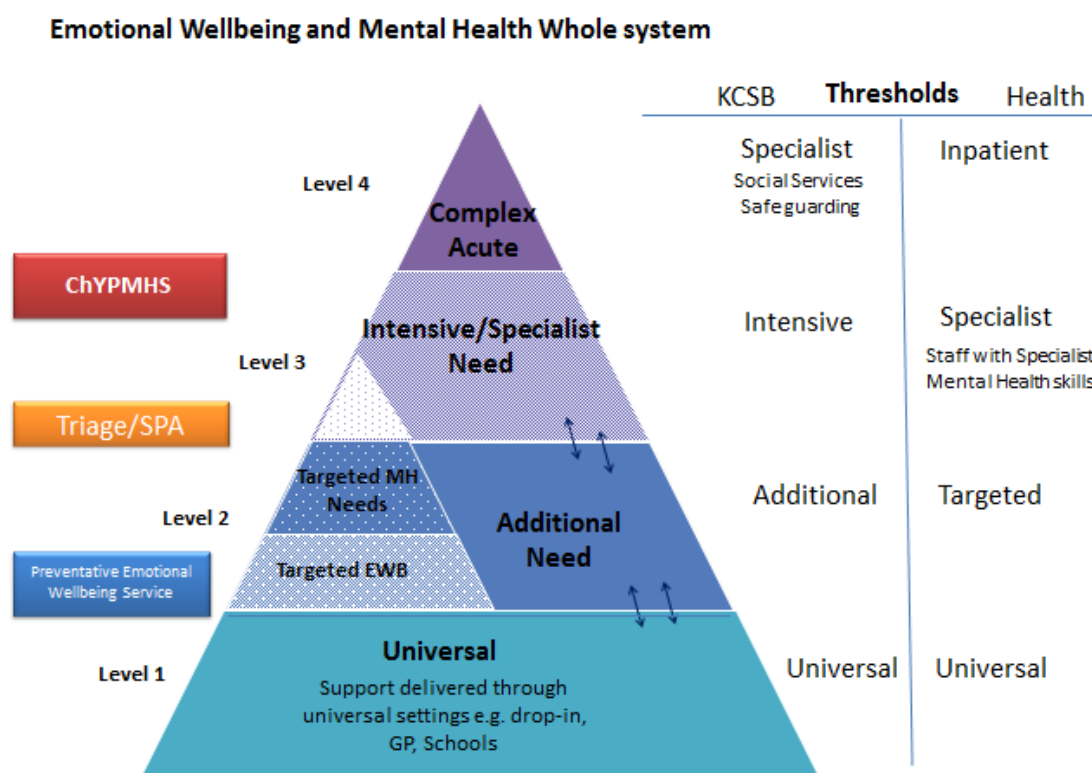 Emotional Wellbeing and Mental Health Whole system
KCSB Thresholds Health
Level 4
Complex
Acute
Specialist
Social Services
Safeguarding
Inpatient
ChYPMHS
Intensive/Specialist
Need
Intensive
Specialist
Staff with Specialist
Mental Health skills
Level 3
Triage/SPA
Targeted MH
Needs
Level 2
Additional
Need
Additional
Targeted
Preventative Emotional
Wellbeing Service
Targeted EWB
Level 1
Universal
Support delivered through
universal settings e.g. drop-in,
GP, Schools
Universal
Universal